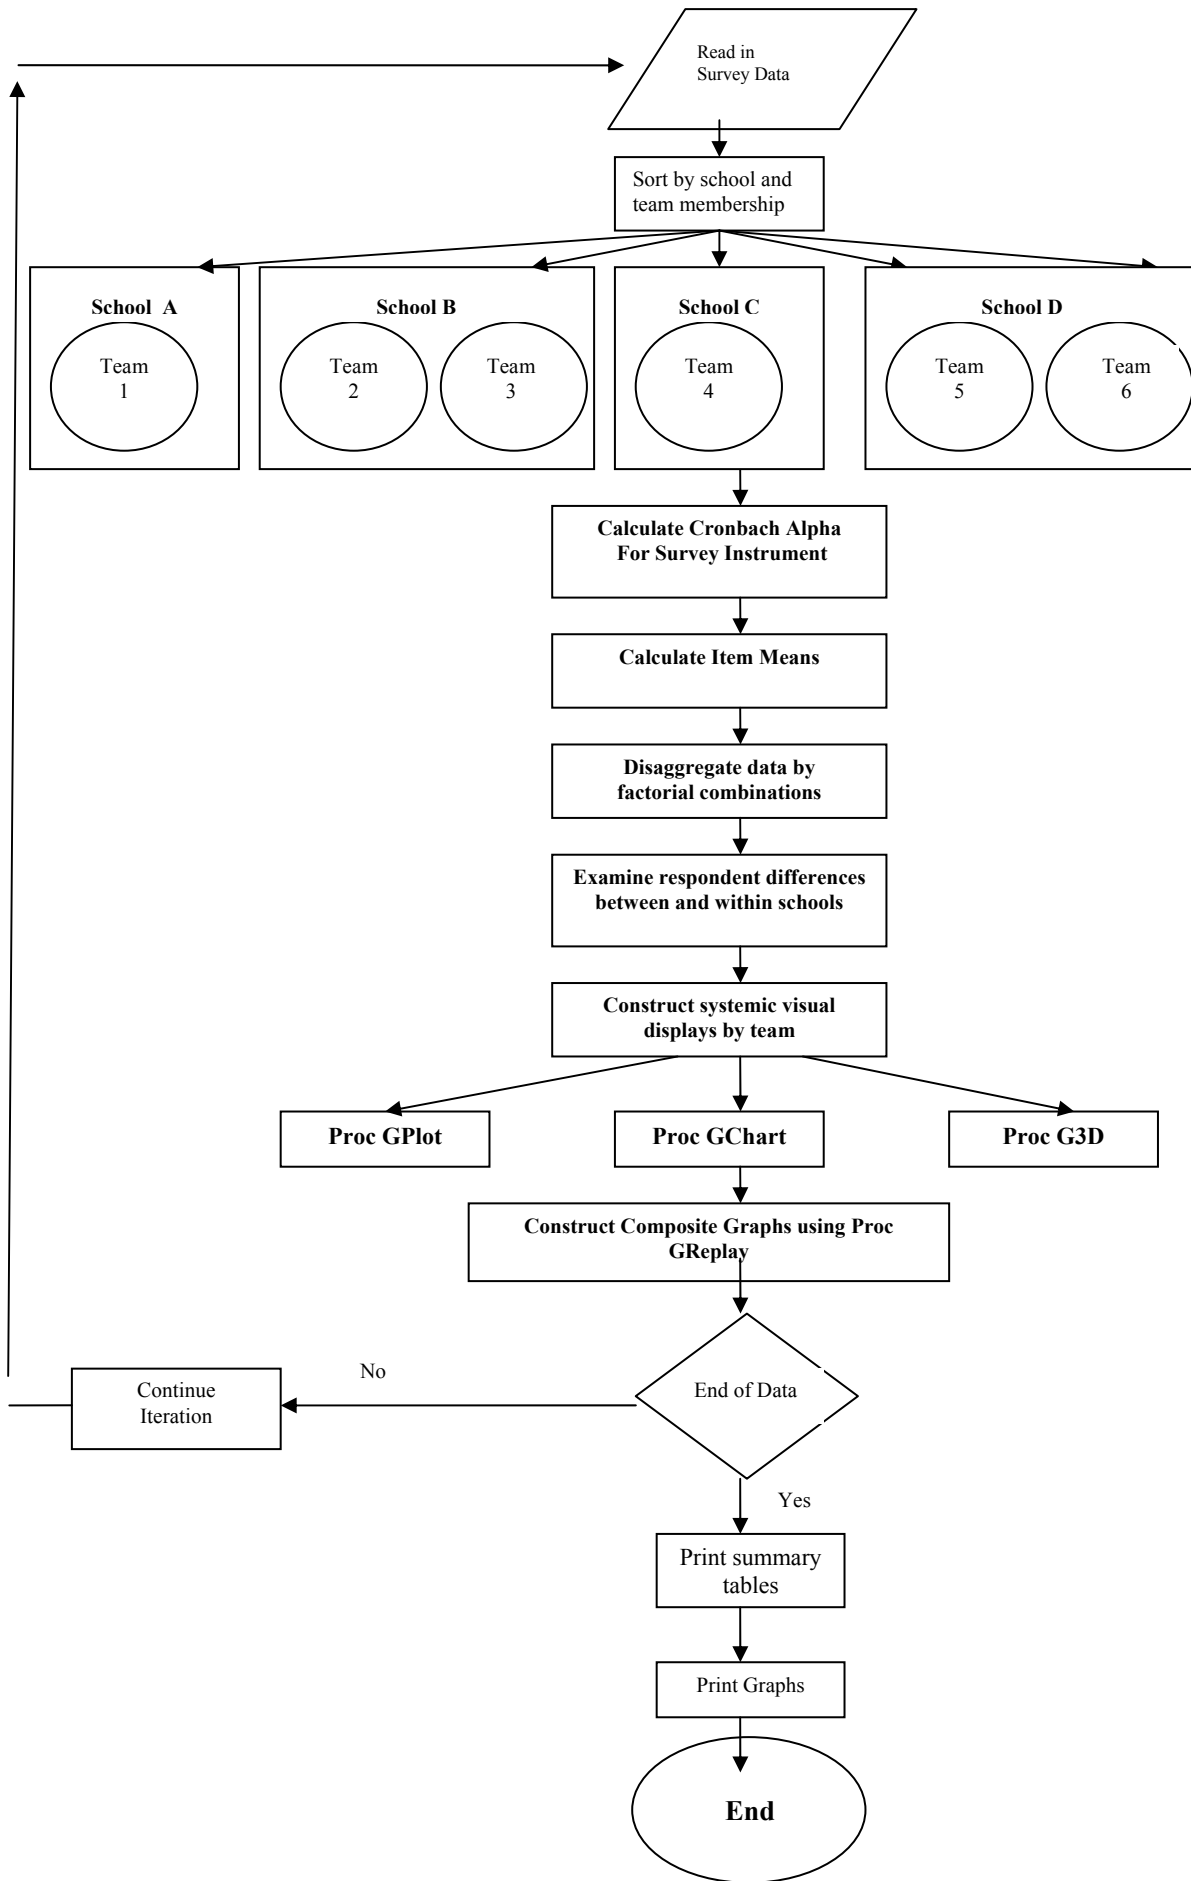 Read in
Survey Data
Sort by school and
team membership
School A
Team
1
School B
Team
2
Team
3
School C
Team
4
School D
Team
5
Team
6
Calculate Cronbach Alpha
For Survey Instrument
Calculate Item Means
Disaggregate data by
factorial combinations
Examine respondent differences
between and within schools
Construct systemic visual
displays by team
Proc GPlot
Proc GChart
Proc G3D
Construct Composite Graphs using Proc
GReplay
End of Data
No
Continue
Iteration
Yes
Print summary
tables
Print Graphs
End